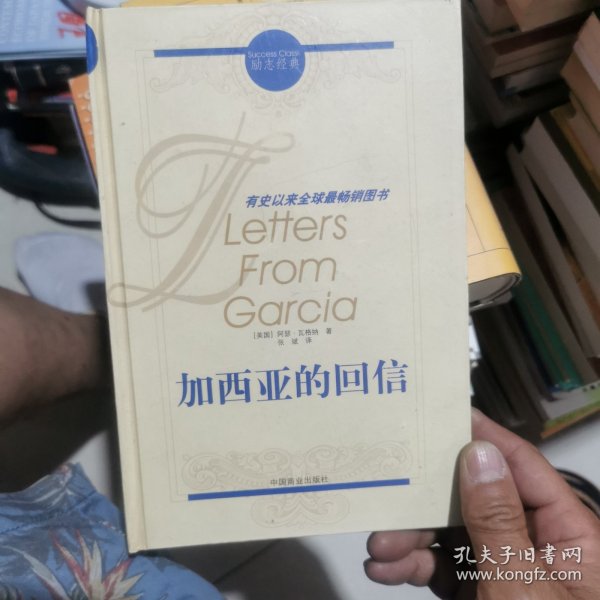 Success Classi
励志经典
有史以来全球最畅销图书
Letters
From
Garcia
[美国] 阿瑟·瓦格纳 著
张斌 译
加西亚的回信
中国商业出版社
孔夫子旧书网
www.kongfz.com